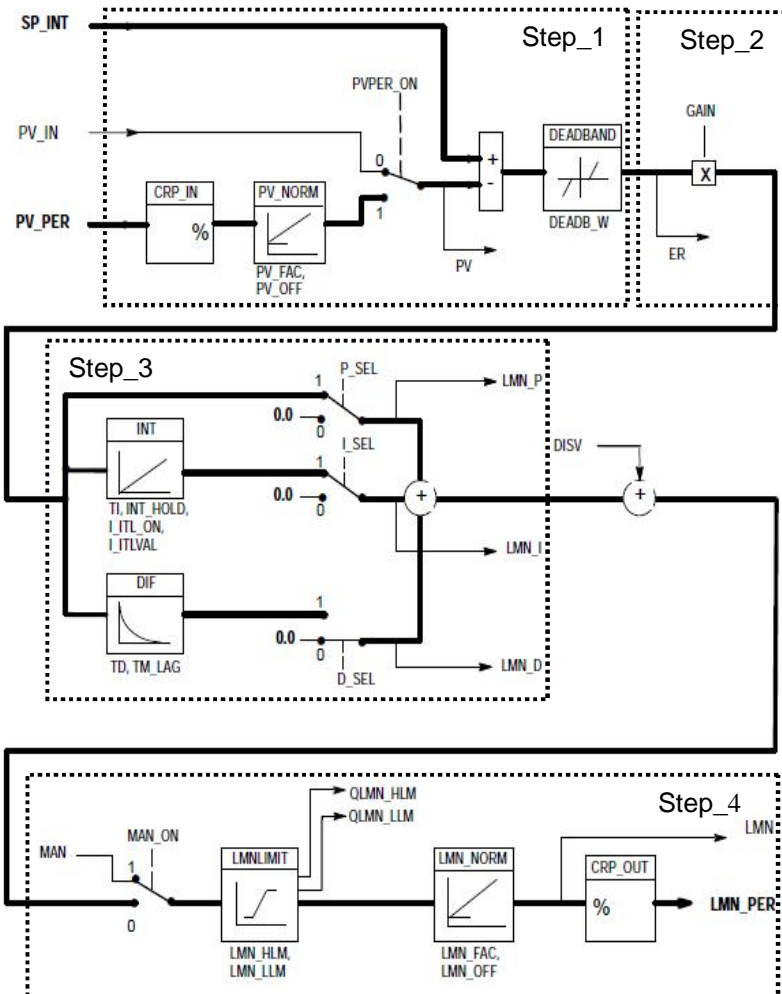 SP_INT
Step_1
Step_2
PVPER_ON
GAIN
PV_IN
DEADBAND
0
+
CRP_IN
PV_NORM
-
X
PV_PER
%
1
DEADB_W
ER
PV_FAC,
PV_OFF
PV
Step_3
P_SEL
1
LMN_P
0.0
INT
0
I_SEL
DISV
1
0.0
+
+
TI, INT_HOLD,
I_ITL_ON,
I_ITLVAL
0
LMN_I
DIF
1
0.0
0
LMN_D
TD, TM_LAG
D_SEL
QLMN_HLM
Step_4
QLMN_LLM
MAN_ON
LMN
MAN
LMNLIMIT
LMN_NORM
CRP_OUT
1
%
LMN_PER
0
LMN_HLM,
LMN_LLM
LMN_FAC,
LMN_OFF